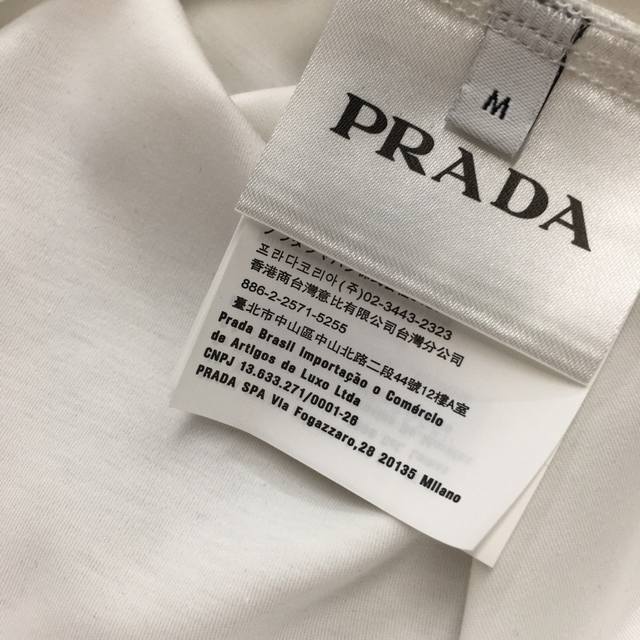 M
PRADA
프라다코리아(주)02-3443-2323
香港商台灣意比有限公司台灣分公司
886-2-2571-5255
臺北市中山區中山北路二段44號12樓A室
Prada Brasil Importação o Comércio
de Artigos de Luxo Ltda
CNPJ 13.633.271/0001-26
PRADA SPA Via Fogazzaro,28 20135 Milano